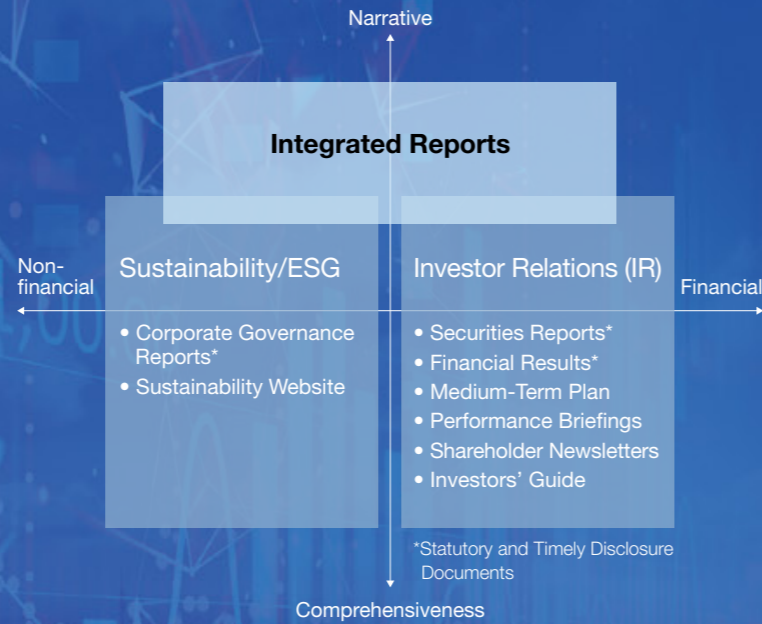 Narrative
Integrated Reports
Non-
financial
Sustainability/ESG
Investor Relations (IR)
Financial
• Corporate Governance
Reports*
• Sustainability Website
• Securities Reports*
• Financial Results*
• Medium-Term Plan
• Performance Briefings
• Shareholder Newsletters
• Investors’ Guide
*Statutory and Timely Disclosure
Documents
Comprehensiveness